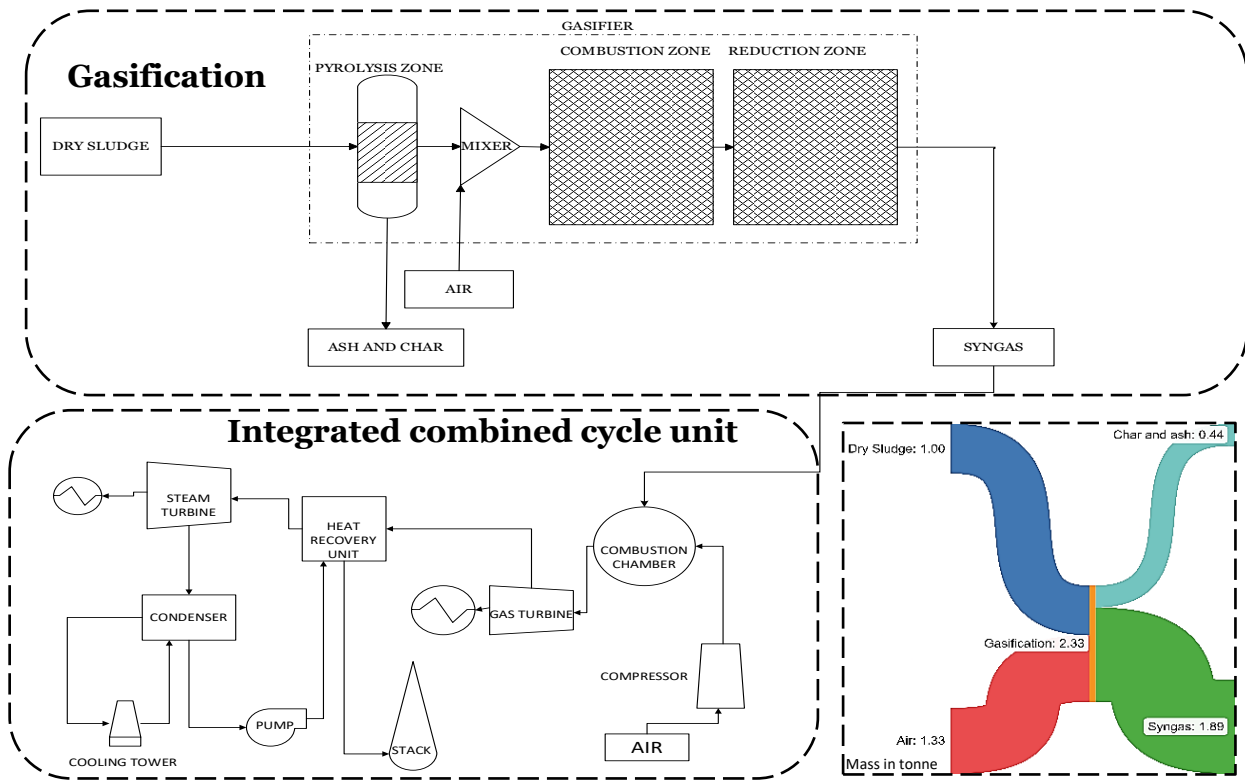 GASIFIER
Gasification
PYROLYSIS ZONE
COMBUSTION ZONE
REDUCTION ZONE
DRY SLUDGE
MIXER
AIR
ASH AND CHAR
SYNGAS
Integrated combined cycle unit
STEAM
TURBINE
HEAT
RECOVERY
UNIT
COMBUSTION
CHAMBER
GAS TURBINE
CONDENSER
COMPRESSOR
PUMP
STACK
AIR
COOLING TOWER
Dry Sludge: 1.00
Char and ash: 0.44
Gasification: 2.33
Air: 1.33
Syngas: 1.89
Mass in tonne